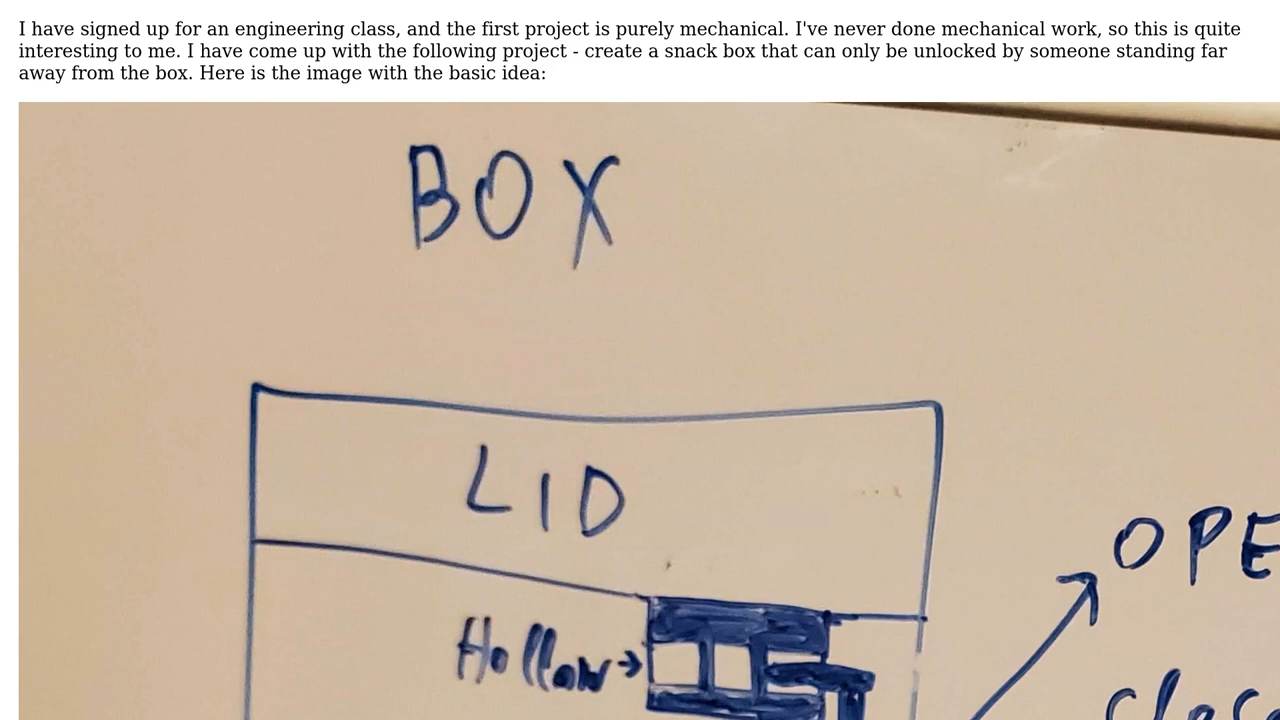 I have signed up for an engineering class, and the first project is purely mechanical. I've never done mechanical work, so this is quite
interesting to me. I have come up with the following project - create a snack box that can only be unlocked by someone standing far
away from the box. Here is the image with the basic idea:
BOX
LID
OPE
Hollow
Clos